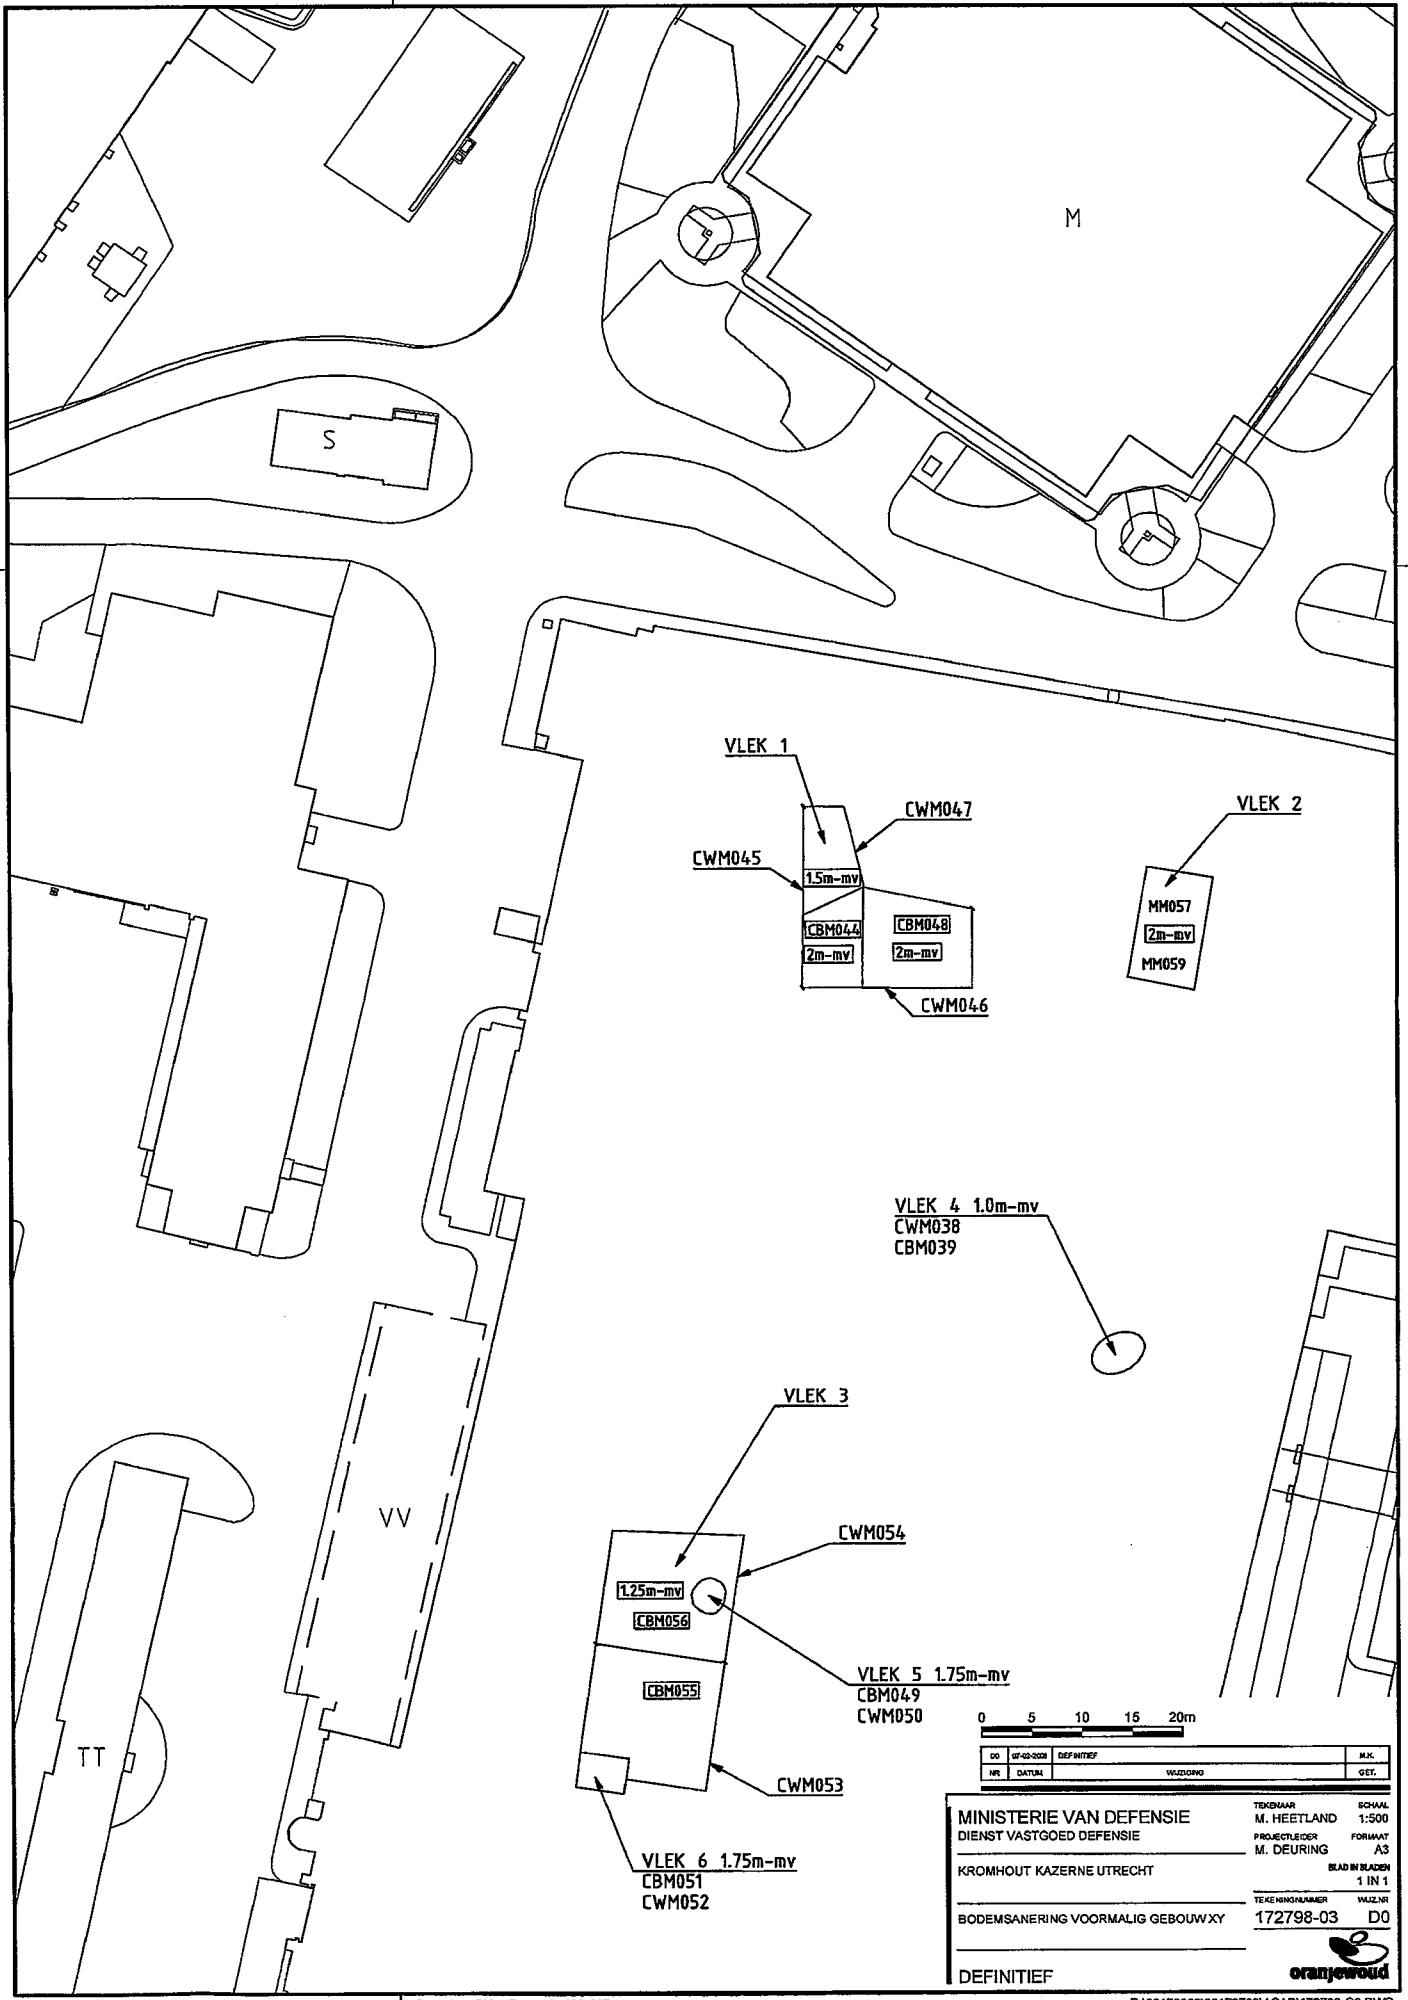 M
S
VLEK 1
CWM047
VLEK 2
CWM045
1.5m-mv
MM057
CBM044
CBM048
2m-mv
2m-mv
2m-mv
MM059
CWM046
VLEK 4 1.0m-mv
CWM038
CBM039
VLEK 3
VV
CWM054
1.25m-mv
CBM056
VLEK 5 1.75m-mv
CBM049
CWM050
CBM055
TT
CWM053
VLEK 6 1.75m-mv
CBM051
CWM052
0 5 10 15 20m
D0 07-02-2008 DEFINITIEF M.H.
NR DATUM WIJZIGING GET.
MINISTERIE VAN DEFENSIE
DIENST VASTGOED DEFENSIE
TEKENAAR SCHAAL
M. HEETLAND 1:500
PROJECTLEIDER FORMAAT
M. DEURING A3
KROMHOUT KAZERNE UTRECHT
BLAD IN BLADEN
1 IN 1
TEKENINGNUMMER WIJZ.NR
BODEMSANERING VOORMALIG GEBOUW XY
172798-03 D0
DEFINITIEF
oranjewoud